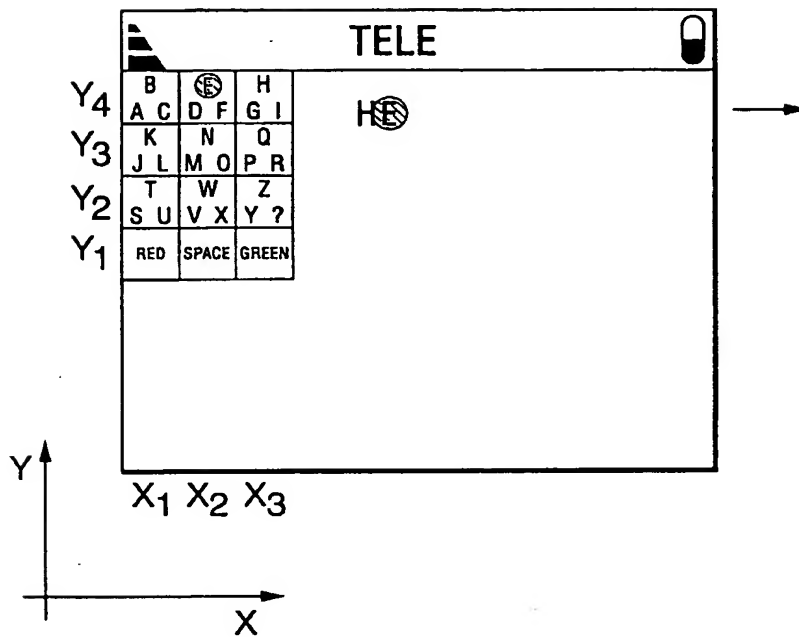 TELE
Y4 B E H
A C D F G I
HE
Y3 K N Q
J L M O P R
Y2 T W Z
S U V X Y ?
Y1 RED SPACE GREEN
Y
X1 X2 X3
X